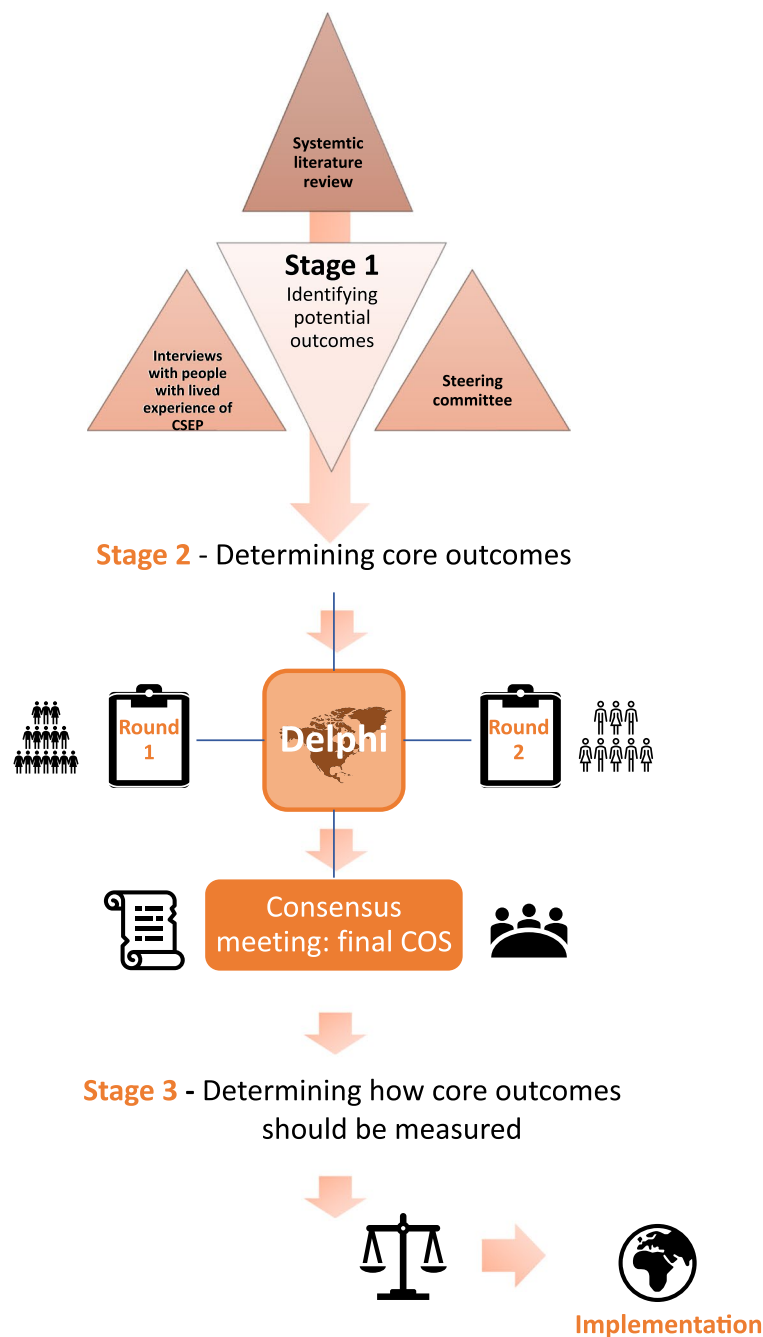 Systemtic
literature
review
Stage 1
Identifying
potential
outcomes
Interviews
with people
with lived
experience of
CSEP
Steering
committee
Stage 2 - Determining core outcomes
Round
1
Delphi
Round
2
Consensus
meeting: final COS
Stage 3 - Determining how core outcomes
should be measured
Implementation